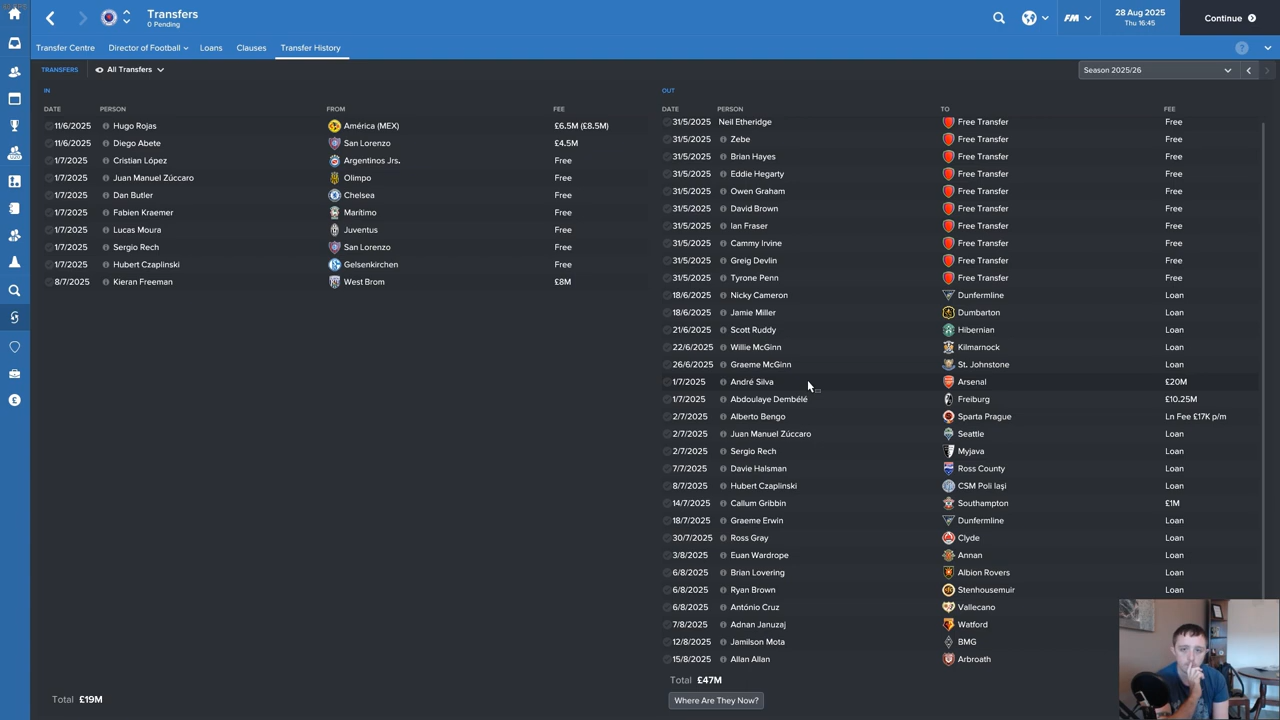 Transfers
0 Pending
FM
28 Aug 2025
Thu 16:45
Continue
Transfer Centre
Director of Football
Loans
Clauses
Transfer History
TRANSFERS
All Transfers
Season 2025/26
IN
DATE PERSON FROM FEE
11/6/2025 Hugo Rojas América (MEX) £6.5M (£8.5M)
11/6/2025 Diego Abete San Lorenzo £4.5M
1/7/2025 Cristian López Argentinos Jrs. Free
1/7/2025 Juan Manuel Zúccaro Olimpo Free
1/7/2025 Dan Butler Chelsea Free
1/7/2025 Fabien Kraemer Marítimo Free
1/7/2025 Lucas Moura Juventus Free
1/7/2025 Sergio Rech San Lorenzo Free
1/7/2025 Hubert Czaplinski Gelsenkirchen Free
8/7/2025 Kieran Freeman West Brom £8M
Total £19M
OUT
DATE PERSON TO FEE
31/5/2025 Neil Etheridge Free Transfer Free
31/5/2025 Zebe Free Transfer Free
31/5/2025 Brian Hayes Free Transfer Free
31/5/2025 Eddie Hegarty Free Transfer Free
31/5/2025 Owen Graham Free Transfer Free
31/5/2025 David Brown Free Transfer Free
31/5/2025 Ian Fraser Free Transfer Free
31/5/2025 Cammy Irvine Free Transfer Free
31/5/2025 Greig Devlin Free Transfer Free
31/5/2025 Tyrone Penn Free Transfer Free
18/6/2025 Nicky Cameron Dunfermline Loan
18/6/2025 Jamie Miller Dumbarton Loan
21/6/2025 Scott Ruddy Hibernian Loan
22/6/2025 Willie McGinn Kilmarnock Loan
26/6/2025 Graeme McGinn St. Johnstone Loan
1/7/2025 André Silva Arsenal £20M
1/7/2025 Abdoulaye Dembélé Freiburg £10.25M
2/7/2025 Alberto Bengo Sparta Prague Ln Fee £17K p/m
2/7/2025 Juan Manuel Zúccaro Seattle Loan
2/7/2025 Sergio Rech Myjava Loan
7/7/2025 Davie Halsman Ross County Loan
8/7/2025 Hubert Czaplinski CSM Poli Iaşi Loan
14/7/2025 Callum Gribbin Southampton £1M
18/7/2025 Graeme Erwin Dunfermline Loan
30/7/2025 Ross Gray Clyde Loan
3/8/2025 Euan Wardrope Annan Loan
6/8/2025 Brian Lovering Albion Rovers Loan
6/8/2025 Ryan Brown Stenhousemuir Loan
6/8/2025 António Cruz Vallecano
7/8/2025 Adnan Januzaj Watford
12/8/2025 Jamilson Mota BMG
15/8/2025 Allan Allan Arbroath
Total £47M
Where Are They Now?